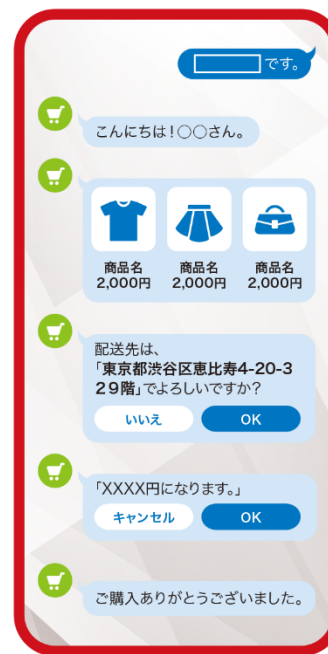 です。
こんにちは!○○さん。
商品名 商品名 商品名
2,000円 2,000円 2,000円
配送先は、
「東京都渋谷区恵比寿4-20-3
29階」でよろしいですか?
いいえ OK
「XXXX円になります。」
キャンセル OK
ご購入ありがとうございました。